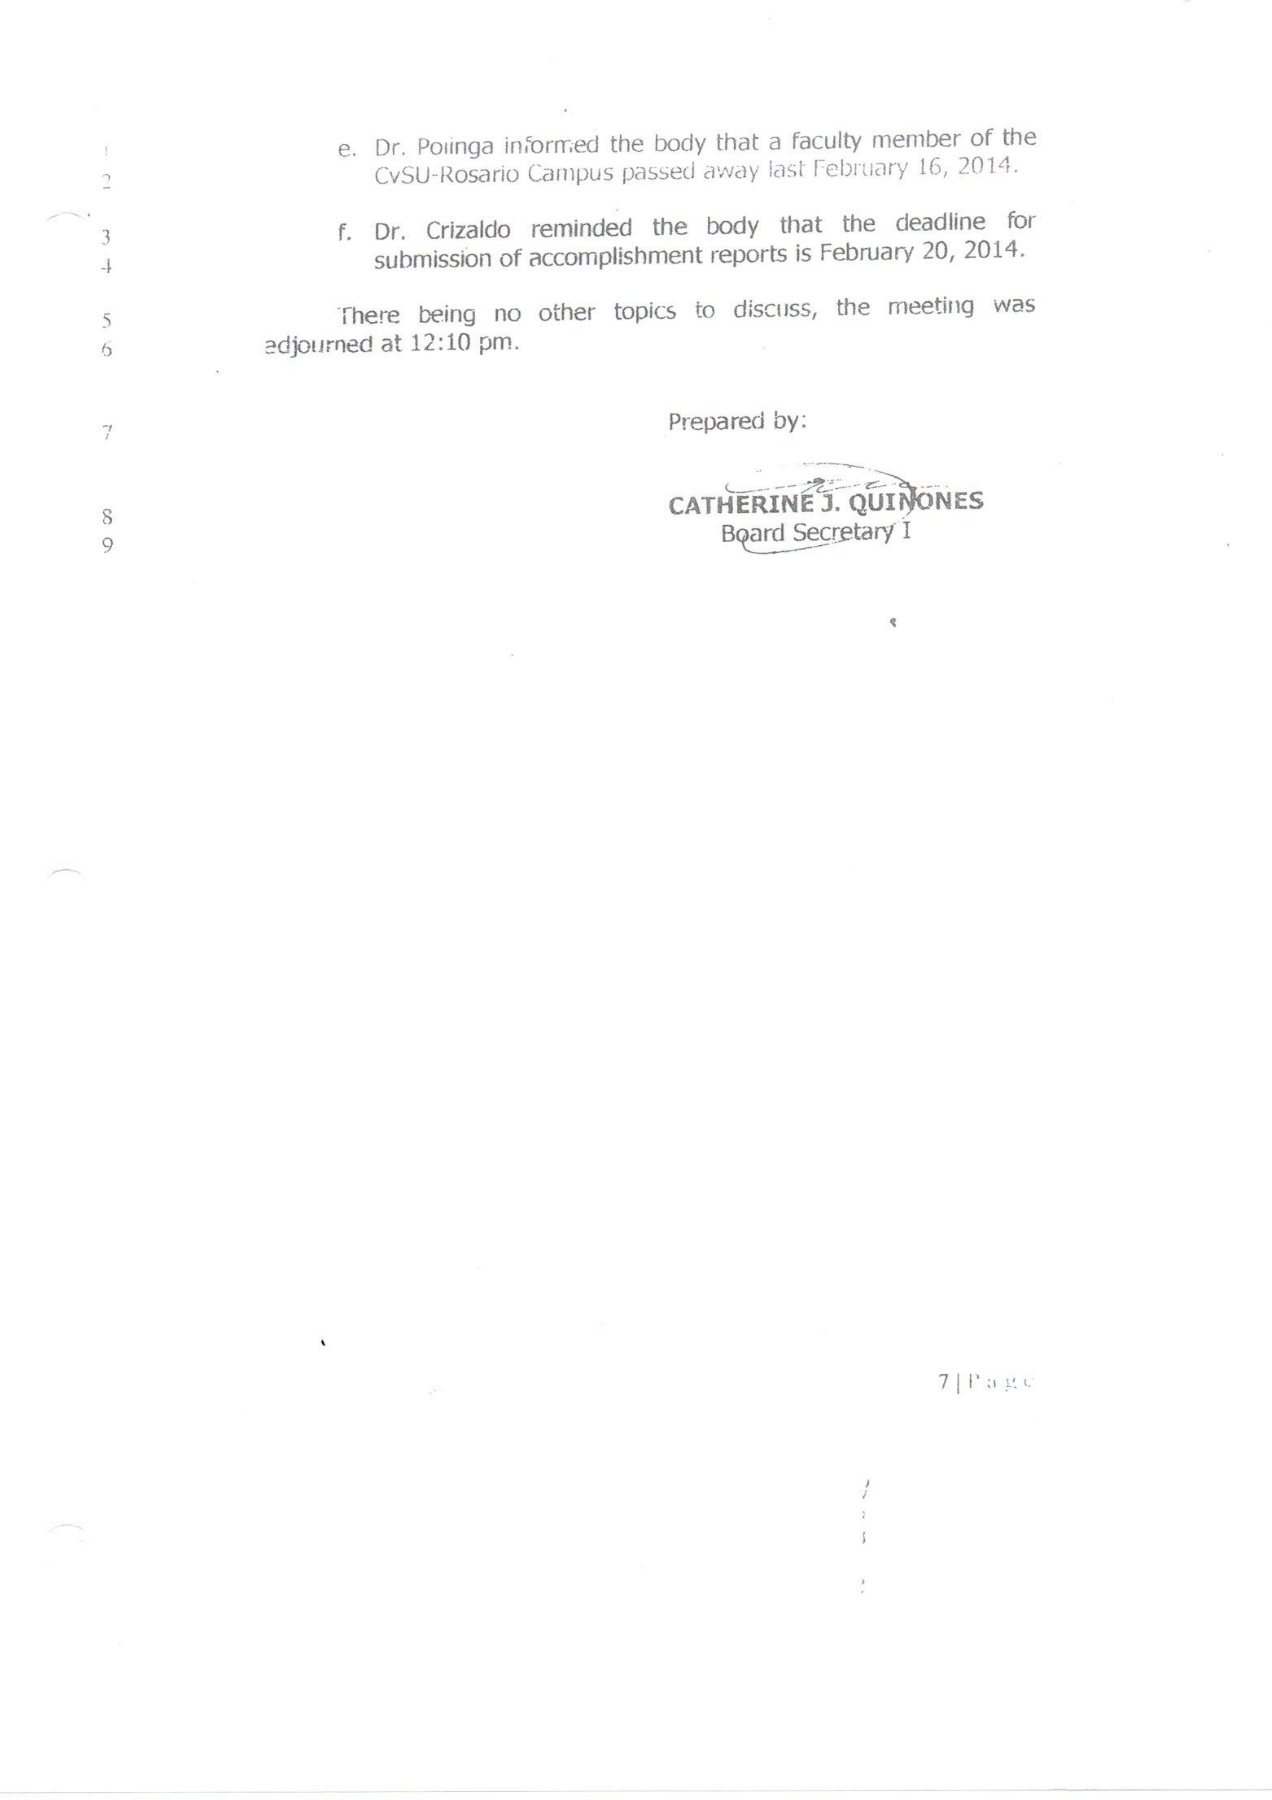 1 e. Dr. Polinga informed the body that a faculty member of the
2 CvSU-Rosario Campus passed away last February 16, 2014.
3 f. Dr. Crizaldo reminded the body that the deadline for
4 submission of accomplishment reports is February 20, 2014.
5 There being no other topics to discuss, the meeting was
6 adjourned at 12:10 pm.
7 Prepared by:
8 CATHERINE J. QUIÑONES
9 Board Secretary I
7 | Page